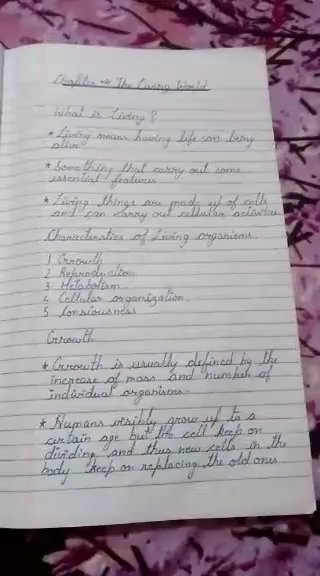 Chapter → The Living World
What is Living?
* Living means having life or being
alive
* Something that carry out some
essential features
* Living things are made up of cells
and can carry out cellular activities
Characteristics of Living organisms
1 Growth
2 Reproduction
3 Metabolism
4 Cellular organization
5 Consiousness
Growth
* Growth is usually defined by the
increase of mass and number of
individual organisms
* Humans visibly grow up to a
certain age but the cell keep on
dividing and thus new cells in the
body keep on replacing the old ones